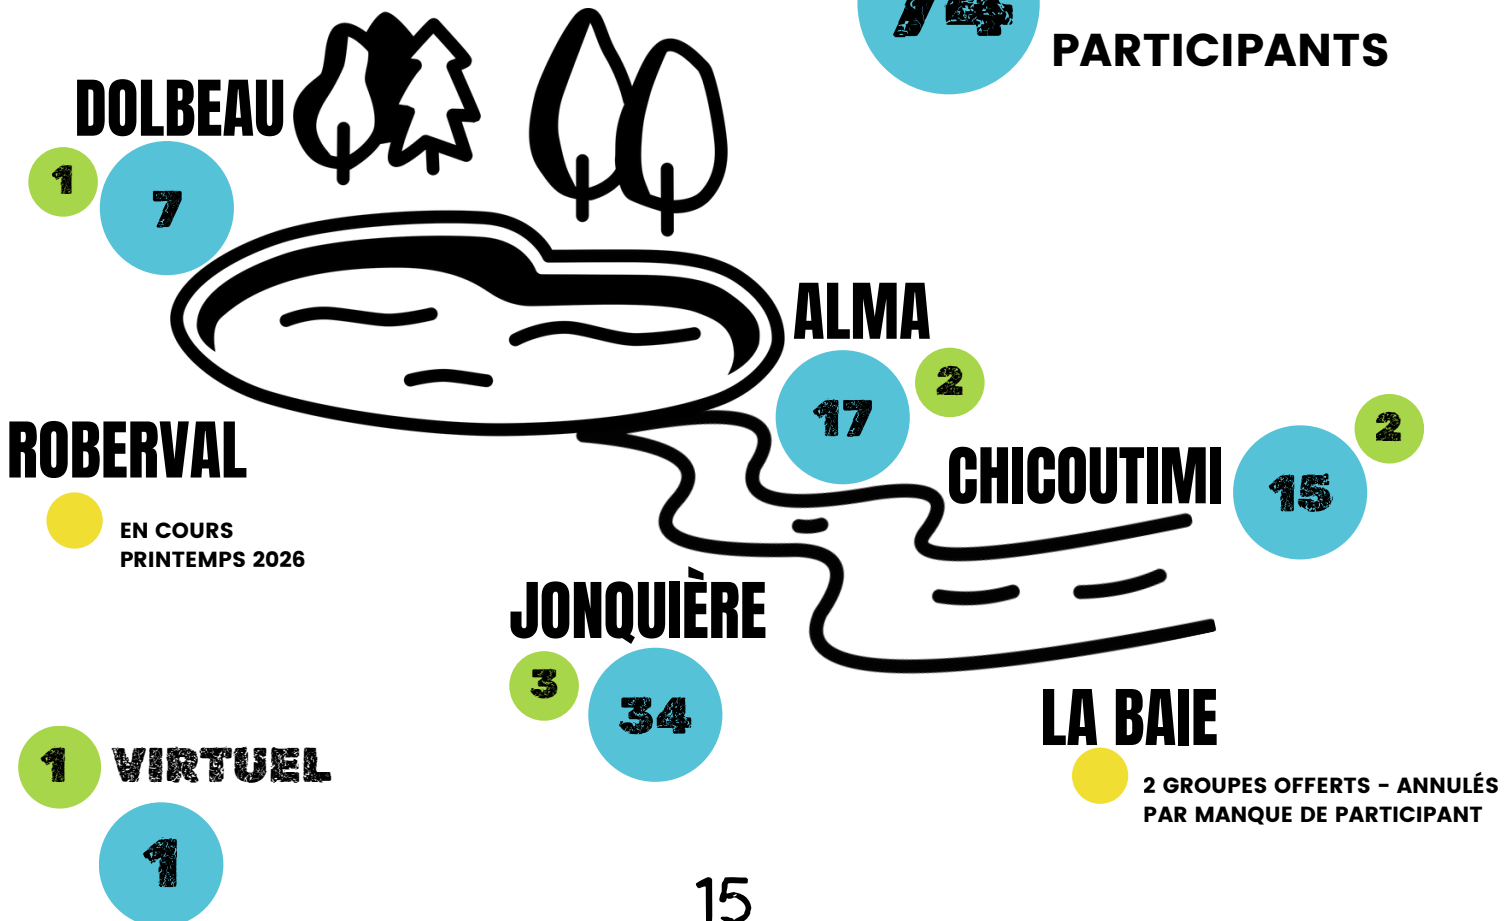 74
PARTICIPANTS
DOLBEAU
1
7
ALMA
17
2
ROBERVAL
EN COURS
PRINTEMPS 2026
CHICOUTIMI
15
2
JONQUIÈRE
3
34
LA BAIE
2 GROUPES OFFERTS - ANNULÉS
PAR MANQUE DE PARTICIPANT
1 VIRTUEL
1
15